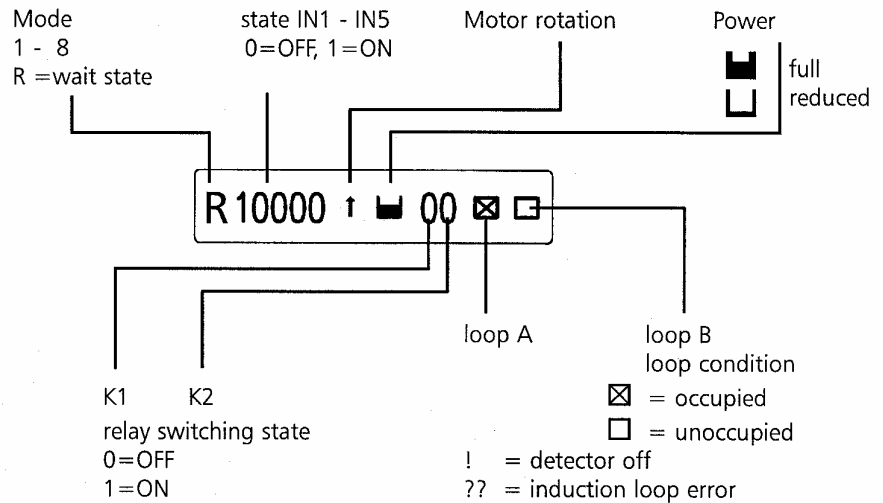 Mode
1 - 8
R =wait state
state IN1 - IN5
0=OFF, 1=ON
Motor rotation
Power
full
reduced
R 10000 ↑ 00 ☒ ☐
loop A
loop B
loop condition
☒ = occupied
☐ = unoccupied
K1 K2
relay switching state
0=OFF
1=ON
! = detector off
?? = induction loop error